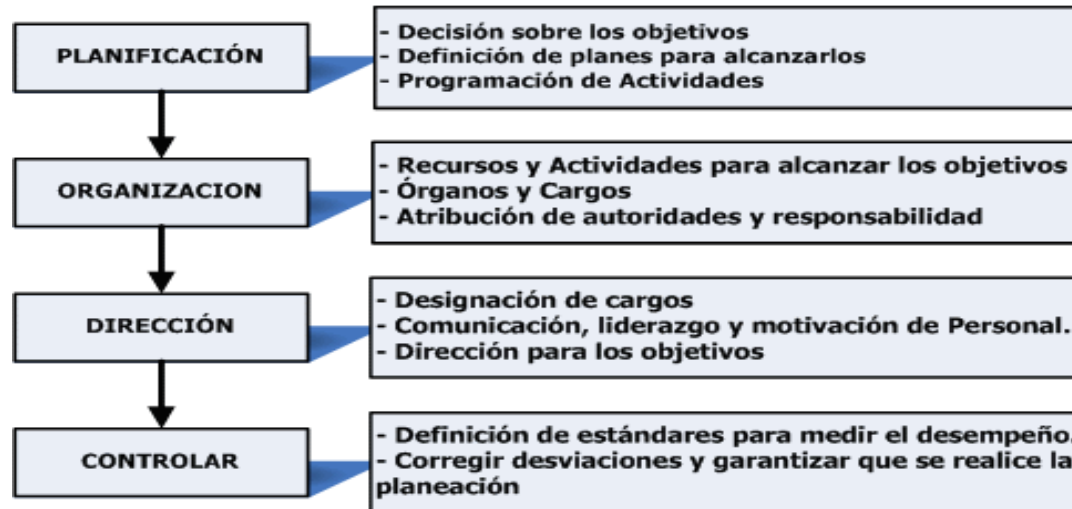 PLANIFICACIÓN
- Decisión sobre los objetivos
- Definición de planes para alcanzarlos
- Programación de Actividades
ORGANIZACION
- Recursos y Actividades para alcanzar los objetivos
- Órganos y Cargos
- Atribución de autoridades y responsabilidad
DIRECCIÓN
- Designación de cargos
- Comunicación, liderazgo y motivación de Personal.
- Dirección para los objetivos
CONTROLAR
- Definición de estándares para medir el desempeño.
- Corregir desviaciones y garantizar que se realice la
planeación